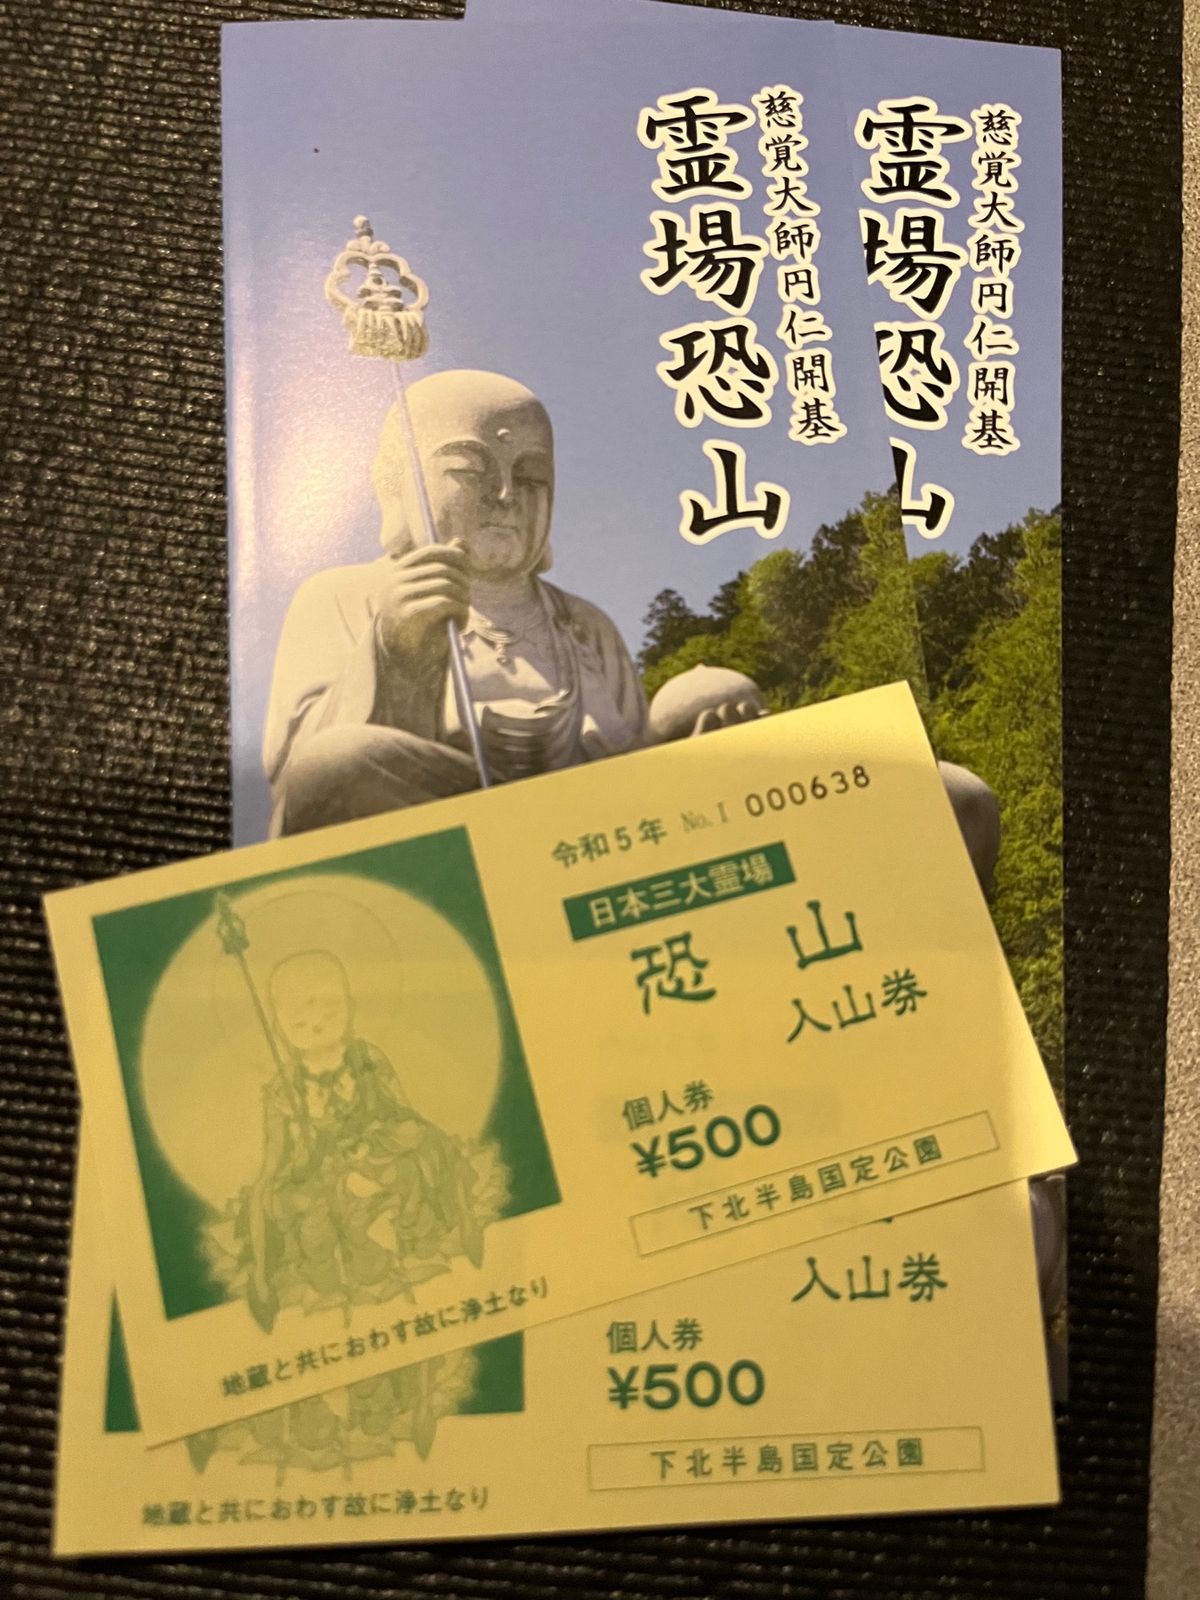 慈覚大師円仁開基
霊場恐山
慈覚大師円仁開基
霊場恐山
令和5年 No.I 000638
日本三大霊場
恐 山
入山券
個人券
¥500
下北半島国定公園
地蔵と共におわす故に浄土なり
入山券
個人券
¥500
下北半島国定公園
地蔵と共におわす故に浄土なり